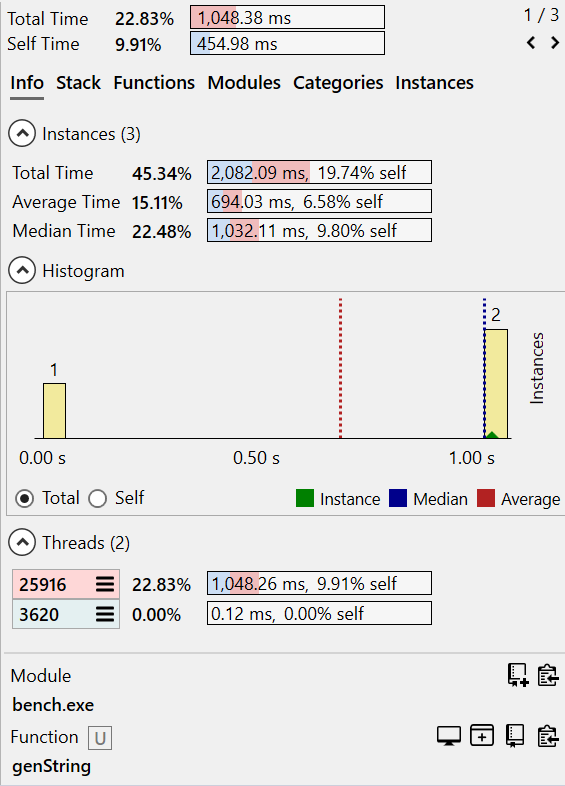 Total Time 22.83% 1,048.38 ms 1 / 3
Self Time 9.91% 454.98 ms
Info Stack Functions Modules Categories Instances
Instances (3)
Total Time 45.34% 2,082.09 ms, 19.74% self
Average Time 15.11% 694.03 ms, 6.58% self
Median Time 22.48% 1,032.11 ms, 9.80% self
Histogram
1
2
Instances
0.00 s 0.50 s 1.00 s
Total Self Instance Median Average
Threads (2)
25916 22.83% 1,048.26 ms, 9.91% self
3620 0.00% 0.12 ms, 0.00% self
Module
bench.exe
Function U
genString